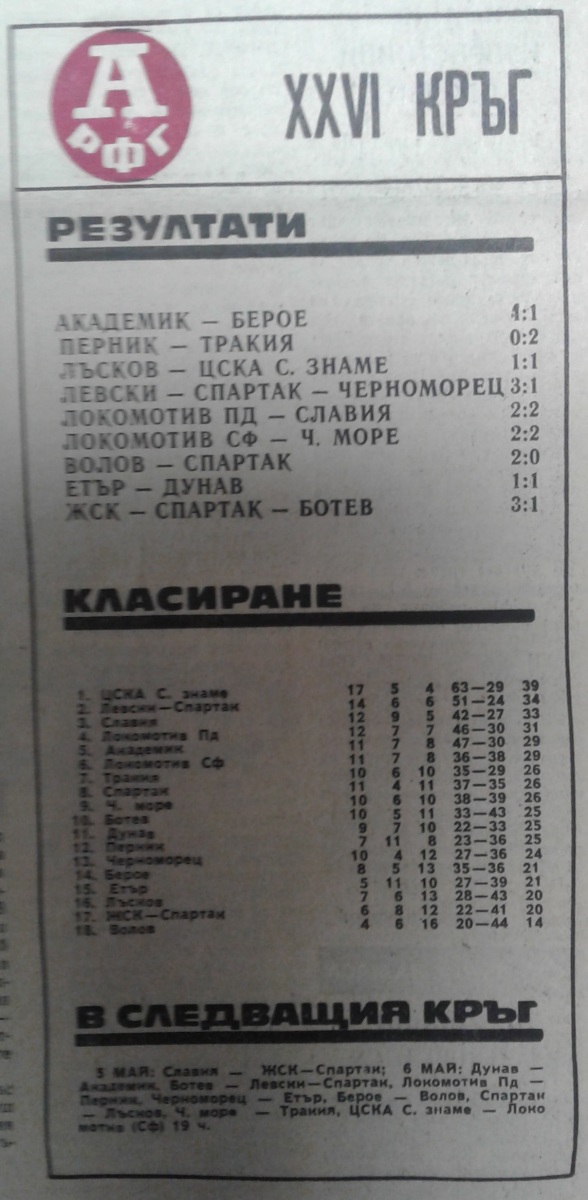 А
РФГ
XXVI КРЪГ
РЕЗУЛТАТИ
АКАДЕМИК — БЕРОЕ 4:1
ПЕРНИК — ТРАКИЯ 0:2
ЛЪСКОВ — ЦСКА С. ЗНАМЕ 1:1
ЛЕВСКИ — СПАРТАК — ЧЕРНОМОРЕЦ 3:1
ЛОКОМОТИВ ПД — СЛАВИЯ 2:2
ЛОКОМОТИВ СФ — Ч. МОРЕ 2:2
ВОЛОВ — СПАРТАК 2:0
ЕТЪР — ДУНАВ 1:1
ЖСК — СПАРТАК — БОТЕВ 3:1
КЛАСИРАНЕ
1. ЦСКА С. знаме 17 5 4 63—29 39
2. Левски—Спартак 14 6 6 51—24 34
3. Славия 12 9 5 42—27 33
4. Локомотив Пд 12 7 7 46—30 31
5. Академик 11 7 8 47—30 29
6. Локомотив Сф 11 7 8 36—38 29
7. Тракия 10 6 10 35—29 26
8. Спартак 11 4 11 37—35 26
9. Ч. море 10 6 10 38—39 26
10. Ботев 10 5 11 33—43 25
11. Дунав 9 7 10 22—33 25
12. Перник 7 11 8 23—36 25
13. Черноморец 10 4 12 27—36 24
14. Берое 8 5 13 35—36 21
15. Етър 5 11 10 27—39 21
16. Лъсков 7 6 13 28—43 20
17. ЖСК—Спартак 6 8 12 22—41 20
18. Волов 4 6 16 20—44 14
В СЛЕДВАЩИЯ КРЪГ
5 МАЙ: Славия — ЖСК—Спартак; 6 МАЙ: Дунав —
Академик, Ботев — Левски—Спартак, Локомотив Пд —
Перник, Черноморец — Етър, Берое — Волов, Спартак
— Лъсков, Ч. море — Тракия, ЦСКА С. знаме — Локо
мотив (Сф) 19 ч.